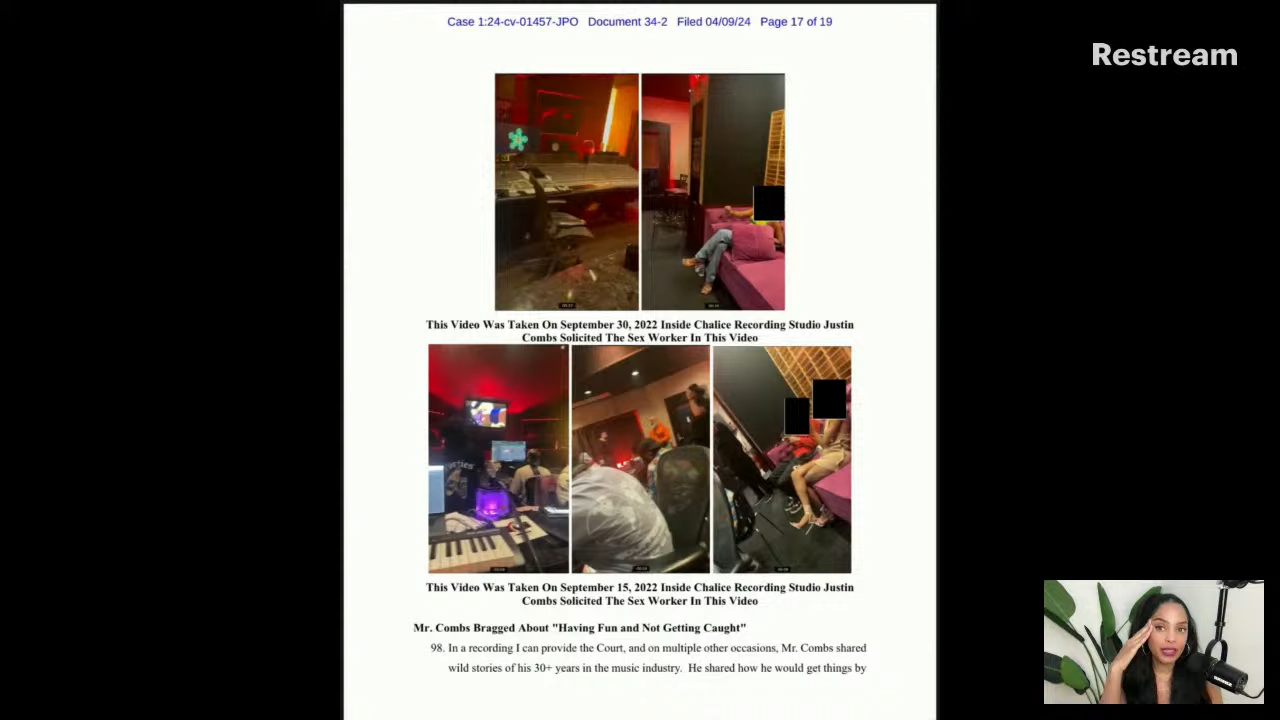 Case 1:24-cv-01457-JPO Document 34-2 Filed 04/09/24 Page 17 of 19
Restream
This Video Was Taken On September 30, 2022 Inside Chalice Recording Studio Justin
Combs Solicited The Sex Worker In This Video
This Video Was Taken On September 15, 2022 Inside Chalice Recording Studio Justin
Combs Solicited The Sex Worker In This Video
Mr. Combs Bragged About "Having Fun and Not Getting Caught"
98. In a recording I can provide the Court, and on multiple other occasions, Mr. Combs shared
wild stories of his 30+ years in the music industry. He shared how he would get things by